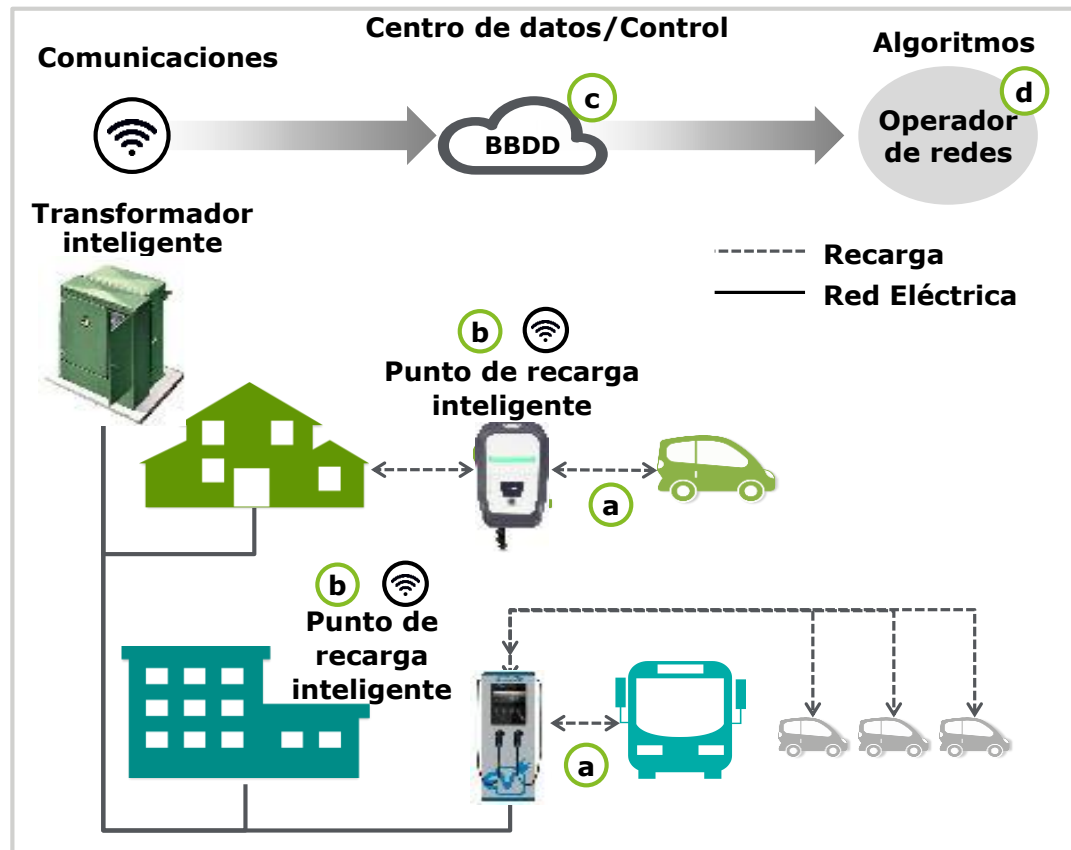 Centro de datos/Control
Comunicaciones
Algoritmos
c
d
BBDD
Operador
de redes
Transformador
inteligente
Recarga
Red Eléctrica
b
Punto de recarga
inteligente
a
b
Punto de
recarga
inteligente
a